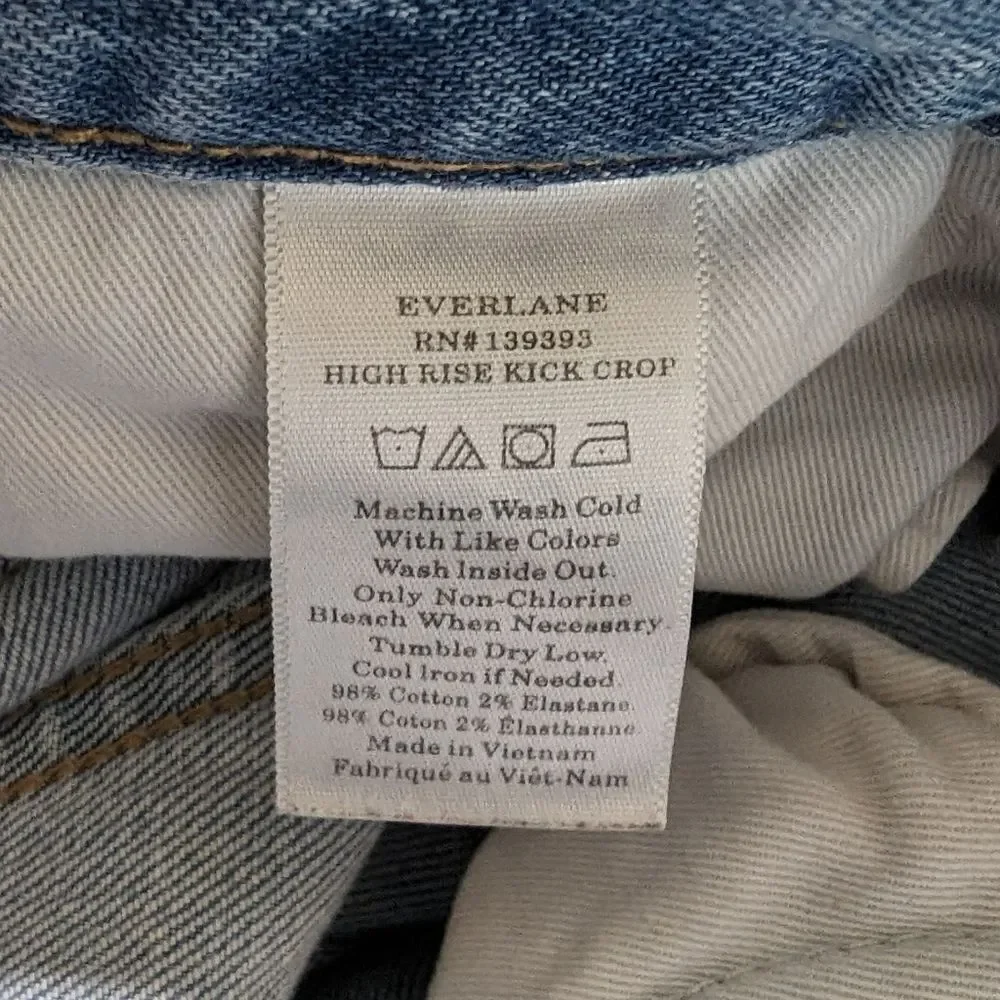 EVERLANE
RN# 139393
HIGH RISE KICK CROP
Machine Wash Cold
With Like Colors
Wash Inside Out.
Only Non-Chlorine
Bleach When Necessary.
Tumble Dry Low.
Cool Iron if Needed.
98% Cotton 2% Elastane.
98% Coton 2% Élasthanne.
Made in Vietnam
Fabriqué au Viêt-Nam